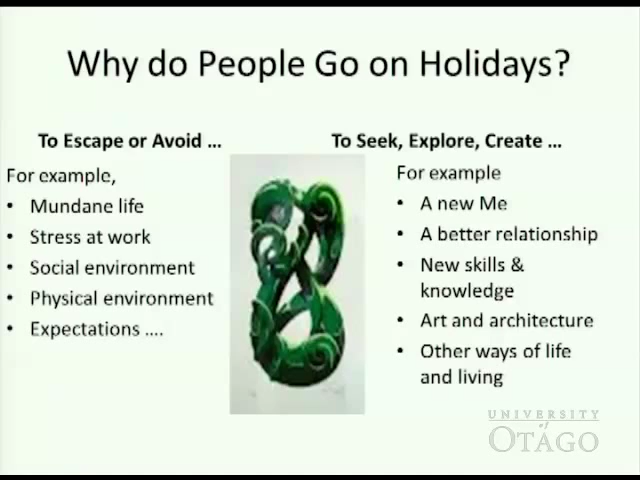 Why do People Go on Holidays?
To Escape or Avoid ...
For example,
• Mundane life
• Stress at work
• Social environment
• Physical environment
• Expectations ....
To Seek, Explore, Create ...
For example
• A new Me
• A better relationship
• New skills &
knowledge
• Art and architecture
• Other ways of life
and living
UNIVERSITY
of
OTAGO